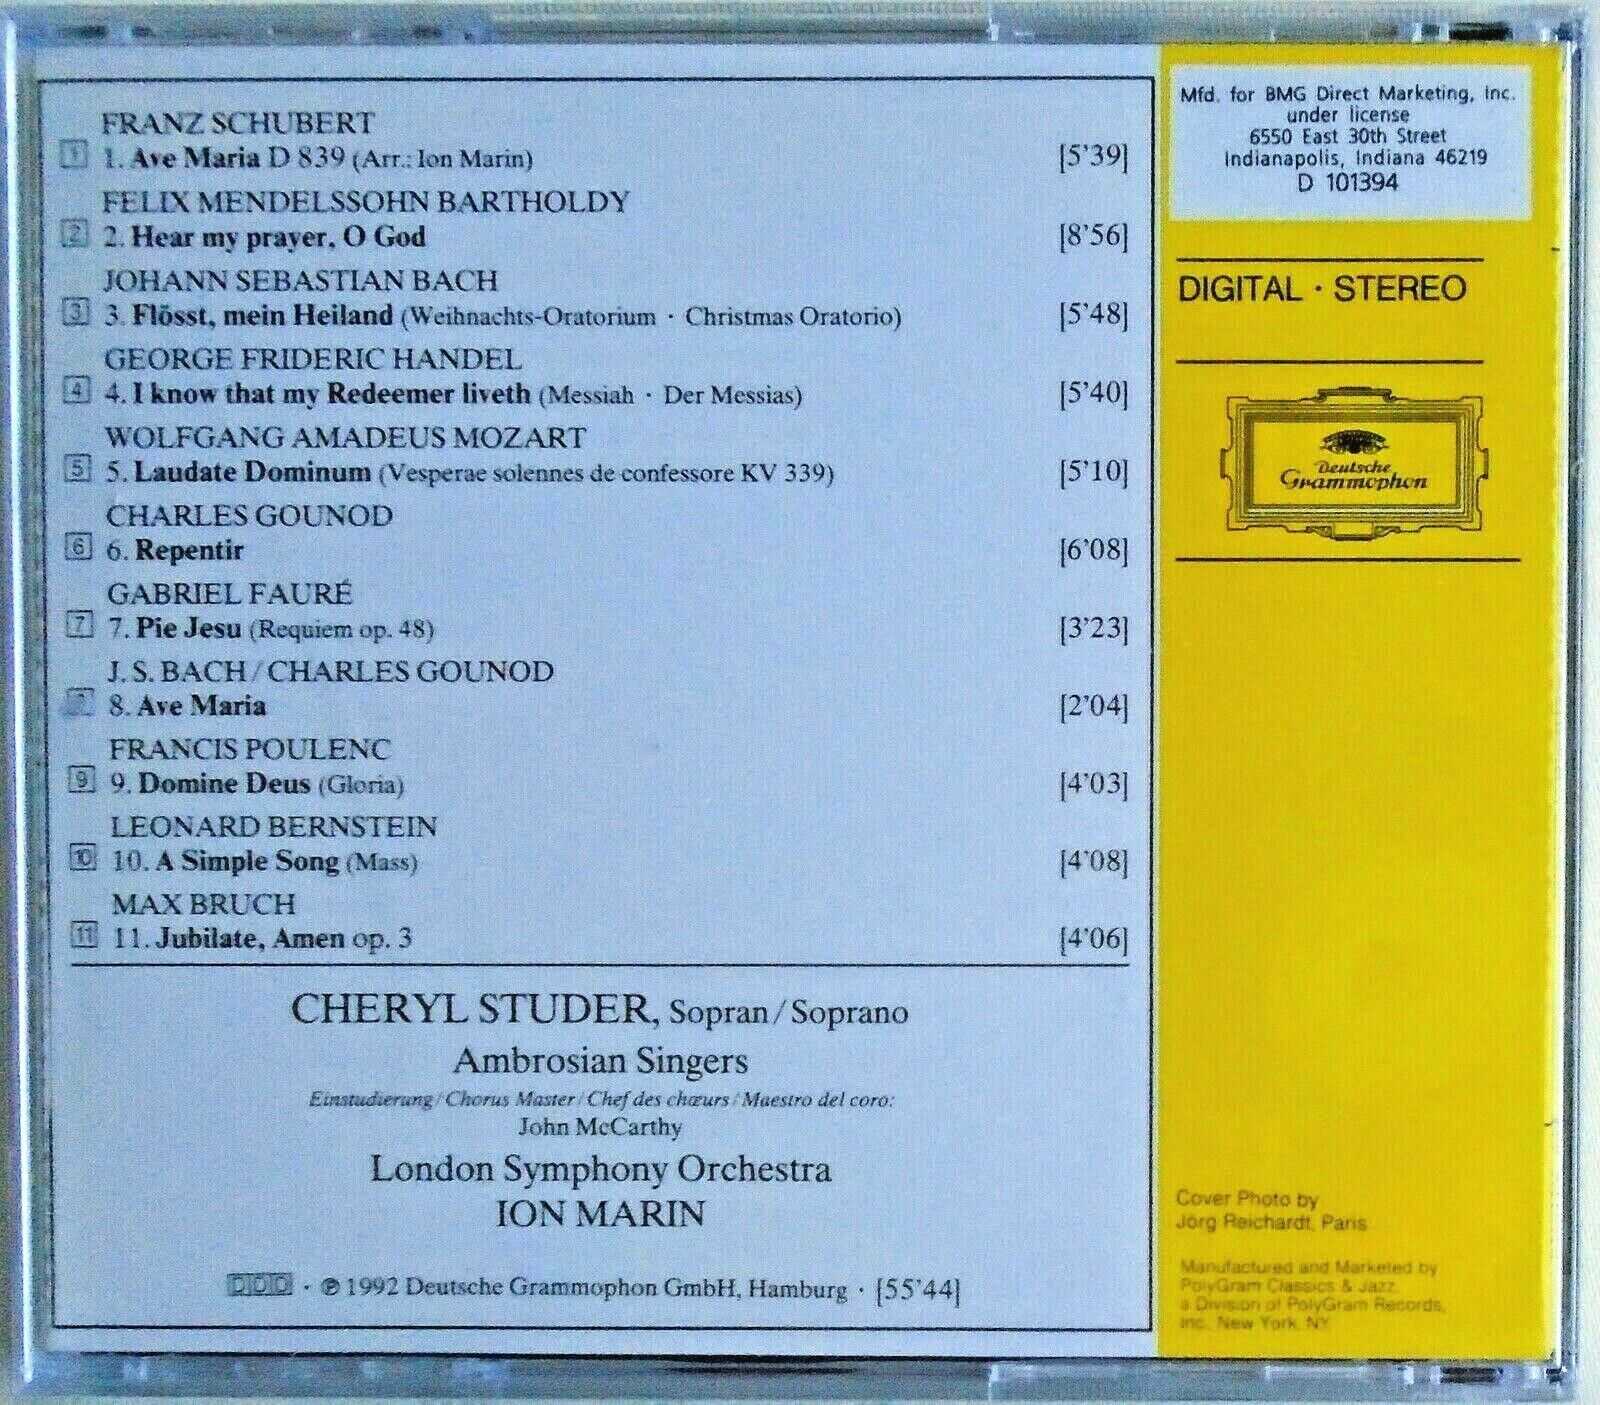 FRANZ SCHUBERT
1 1. Ave Maria D 839 (Arr.: Ion Marin) [5'39]
FELIX MENDELSSOHN BARTHOLDY
2 2. Hear my prayer, O God [8'56]
JOHANN SEBASTIAN BACH
3 3. Flösst, mein Heiland (Weihnachts-Oratorium · Christmas Oratorio) [5'48]
GEORGE FRIDERIC HANDEL
4 4. I know that my Redeemer liveth (Messiah · Der Messias) [5'40]
WOLFGANG AMADEUS MOZART
5 5. Laudate Dominum (Vesperae solennes de confessore KV 339) [5'10]
CHARLES GOUNOD
6 6. Repentir [6'08]
GABRIEL FAURÉ
7 7. Pie Jesu (Requiem op. 48) [3'23]
J. S. BACH / CHARLES GOUNOD
8. Ave Maria [2'04]
FRANCIS POULENC
9 9. Domine Deus (Gloria) [4'03]
LEONARD BERNSTEIN
10 10. A Simple Song (Mass) [4'08]
MAX BRUCH
11 11. Jubilate, Amen op. 3 [4'06]
CHERYL STUDER, Sopran / Soprano
Ambrosian Singers
Einstudierung / Chorus Master / Chef des chœurs / Maestro del coro:
John McCarthy
London Symphony Orchestra
ION MARIN
DDD · ℗ 1992 Deutsche Grammophon GmbH, Hamburg · [55'44]
Mfd. for BMG Direct Marketing, Inc.
under license
6550 East 30th Street
Indianapolis, Indiana 46219
D 101394
DIGITAL · STEREO
Deutsche
Grammophon
Cover Photo by
Jörg Reichardt, Paris
Manufactured and Marketed by
PolyGram Classics & Jazz,
a Division of PolyGram Records,
Inc., New York, NY